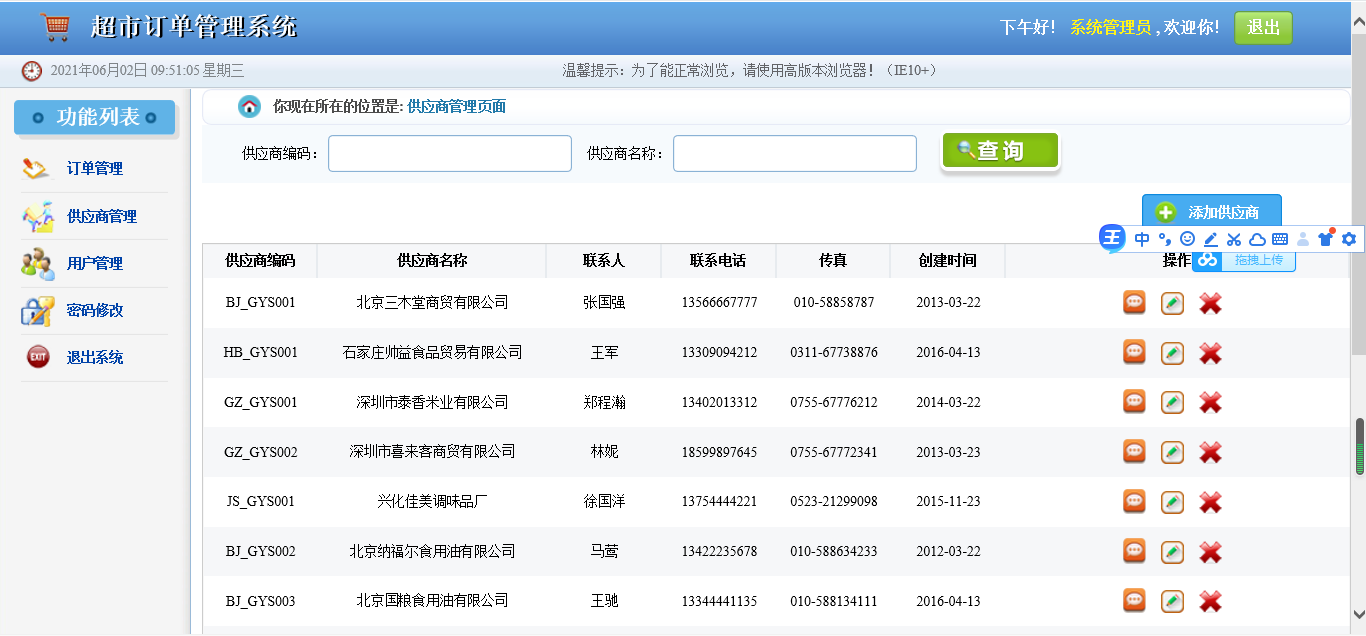 超市订单管理系统
下午好! 系统管理员 , 欢迎你! 退出
2021年06月02日 09:51:05 星期三 温馨提示：为了能正常浏览，请使用高版本浏览器！（IE10+）
功能列表
订单管理
供应商管理
用户管理
密码修改
EXIT 退出系统
你现在所在的位置是: 供应商管理页面
供应商编码： 供应商名称： 查询
添加供应商
王 中
供应商编码 供应商名称 联系人 联系电话 传真 创建时间 操作 拖拽上传
BJ_GYS001 北京三木堂商贸有限公司 张国强 13566667777 010-58858787 2013-03-22
HB_GYS001 石家庄帅益食品贸易有限公司 王军 13309094212 0311-67738876 2016-04-13
GZ_GYS001 深圳市泰香米业有限公司 郑程瀚 13402013312 0755-67776212 2014-03-22
GZ_GYS002 深圳市喜来客商贸有限公司 林妮 18599897645 0755-67772341 2013-03-23
JS_GYS001 兴化佳美调味品厂 徐国洋 13754444221 0523-21299098 2015-11-23
BJ_GYS002 北京纳福尔食用油有限公司 马莺 13422235678 010-588634233 2012-03-22
BJ_GYS003 北京国粮食用油有限公司 王驰 13344441135 010-588134111 2016-04-13